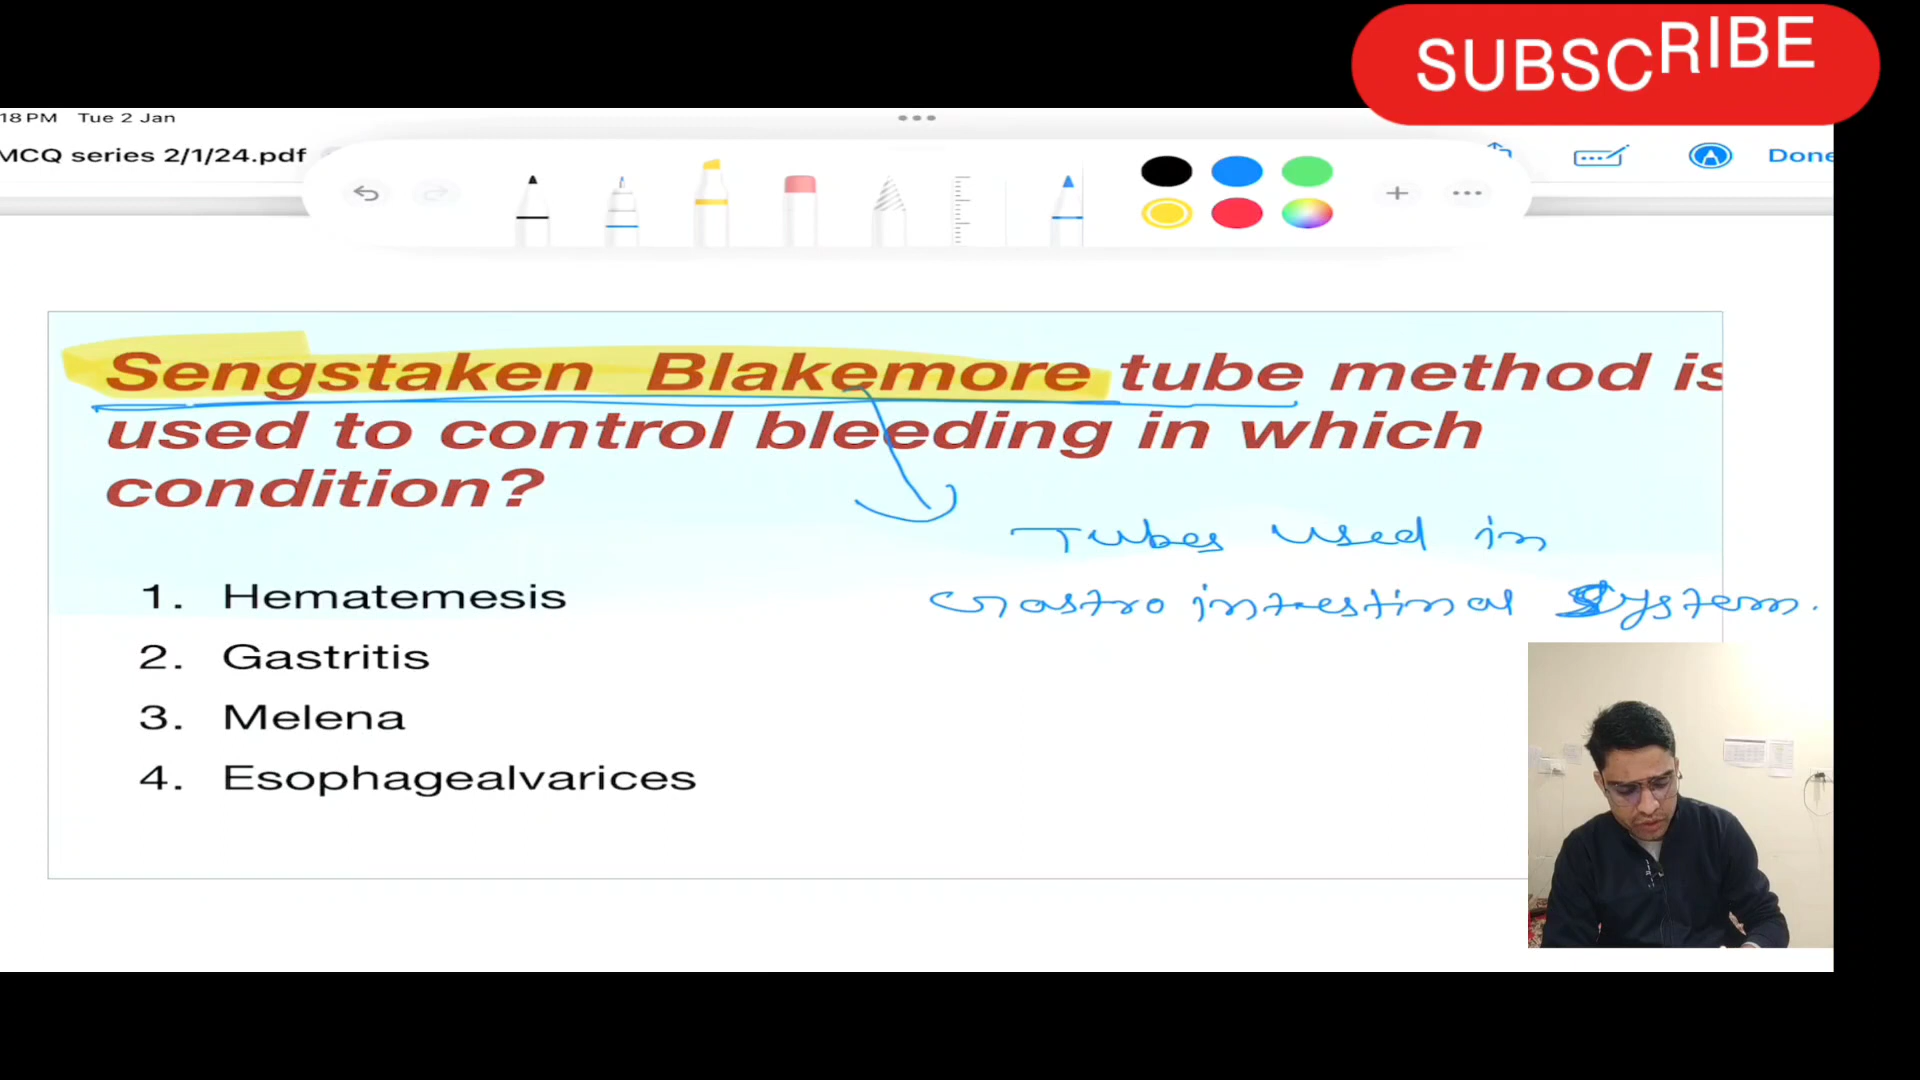 SUBSCRIBE
18 PM Tue 2 Jan
MCQ series 2/1/24.pdf
Done
Sengstaken Blakemore tube method is
used to control bleeding in which
condition?
Tubes used in
Gastro intestinal System.
1. Hematemesis
2. Gastritis
3. Melena
4. Esophagealvarices